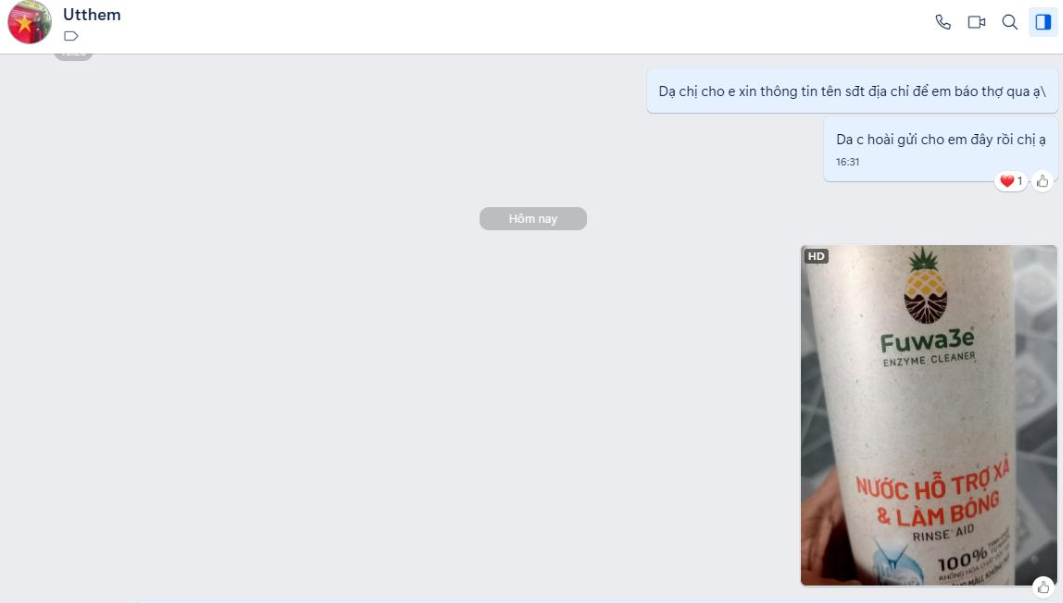 Utthem
Dạ chị cho e xin thông tin tên sđt địa chỉ để em báo thợ qua ạ\
Da c hoài gửi cho em đây rồi chị ạ
16:31
1
Hôm nay
HD
Fuwa3e
ENZYME CLEANER
NƯỚC HỖ TRỢ XẢ
& LÀM BÓNG
RINSE AID
100%